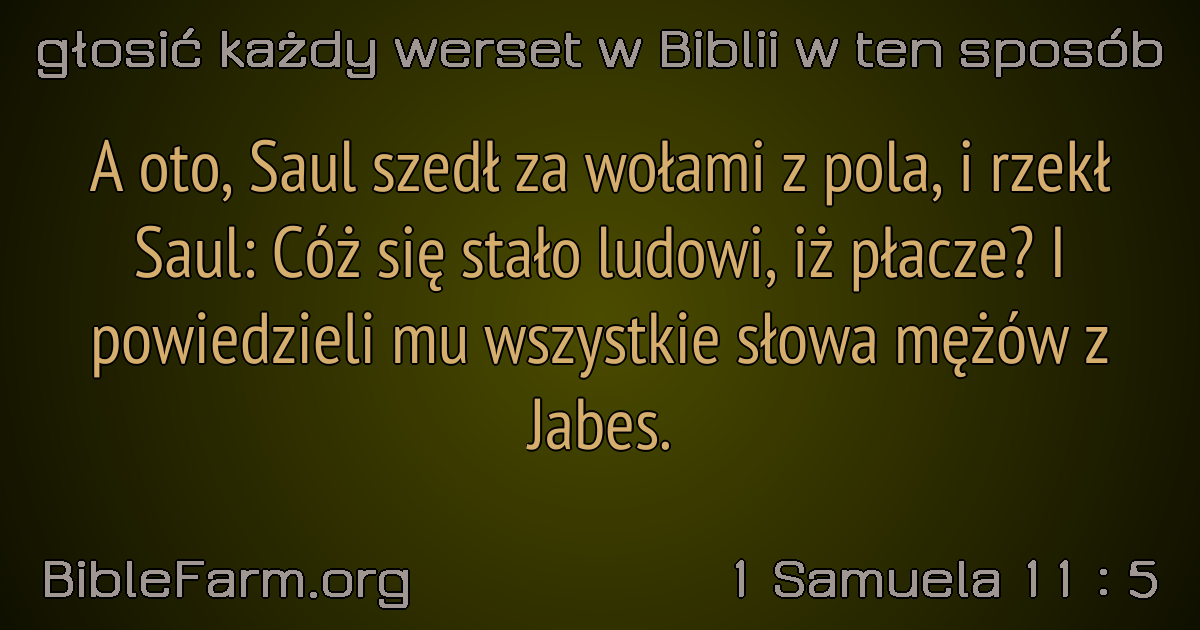 głosić każdy werset w Biblii w ten sposób
A oto, Saul szedł za wołami z pola, i rzekł
Saul: Cóż się stało ludowi, iż płacze? I
powiedzieli mu wszystkie słowa mężów z
Jabes.
BibleFarm.org
1 Samuela 11 : 5